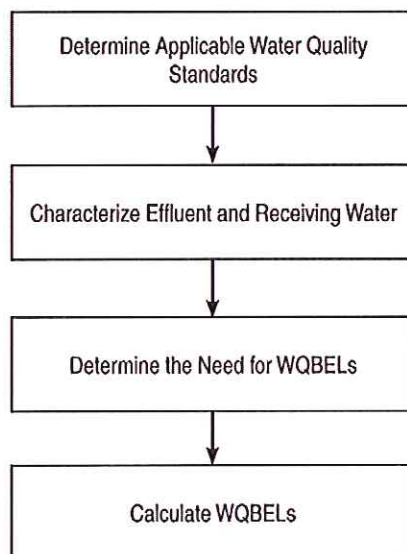 Determine Applicable Water Quality
Standards
Characterize Effluent and Receiving Water
Determine the Need for WQBELs
Calculate WQBELs